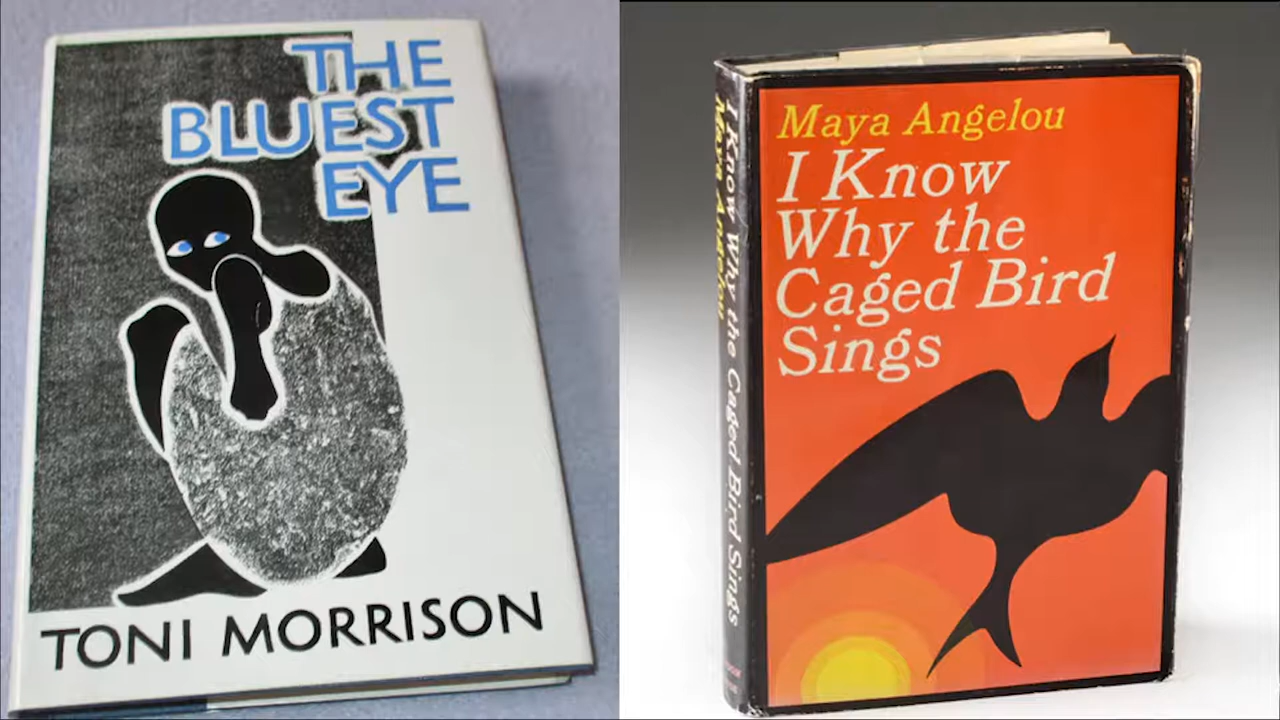 THE
BLUEST
EYE
TONI MORRISON
Maya Angelou
I Know
Why the
Caged Bird
Sings
I Know Why the Caged Bird Sings
Maya Angelou